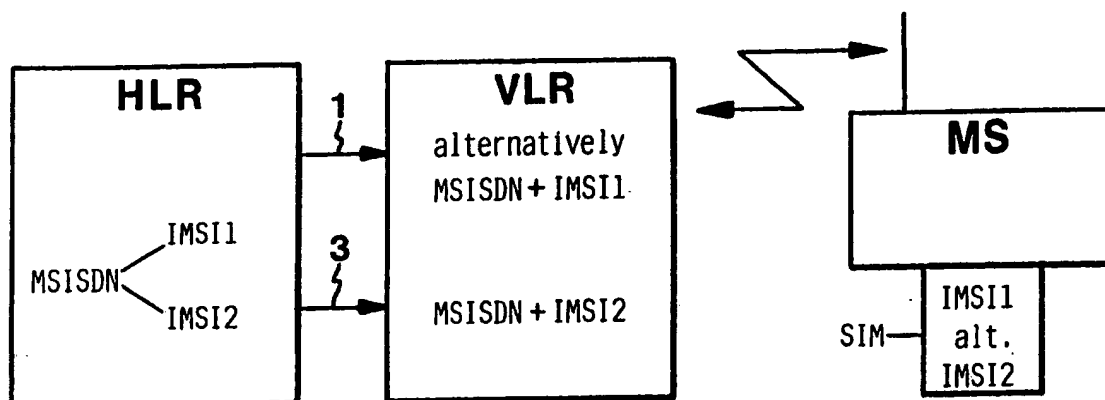 HLR
1
VLR
alternatively
MSISDN + IMSI1
MS
IMSI1
MSISDN
IMSI2
3
MSISDN + IMSI2
SIM
IMSI1
alt.
IMSI2